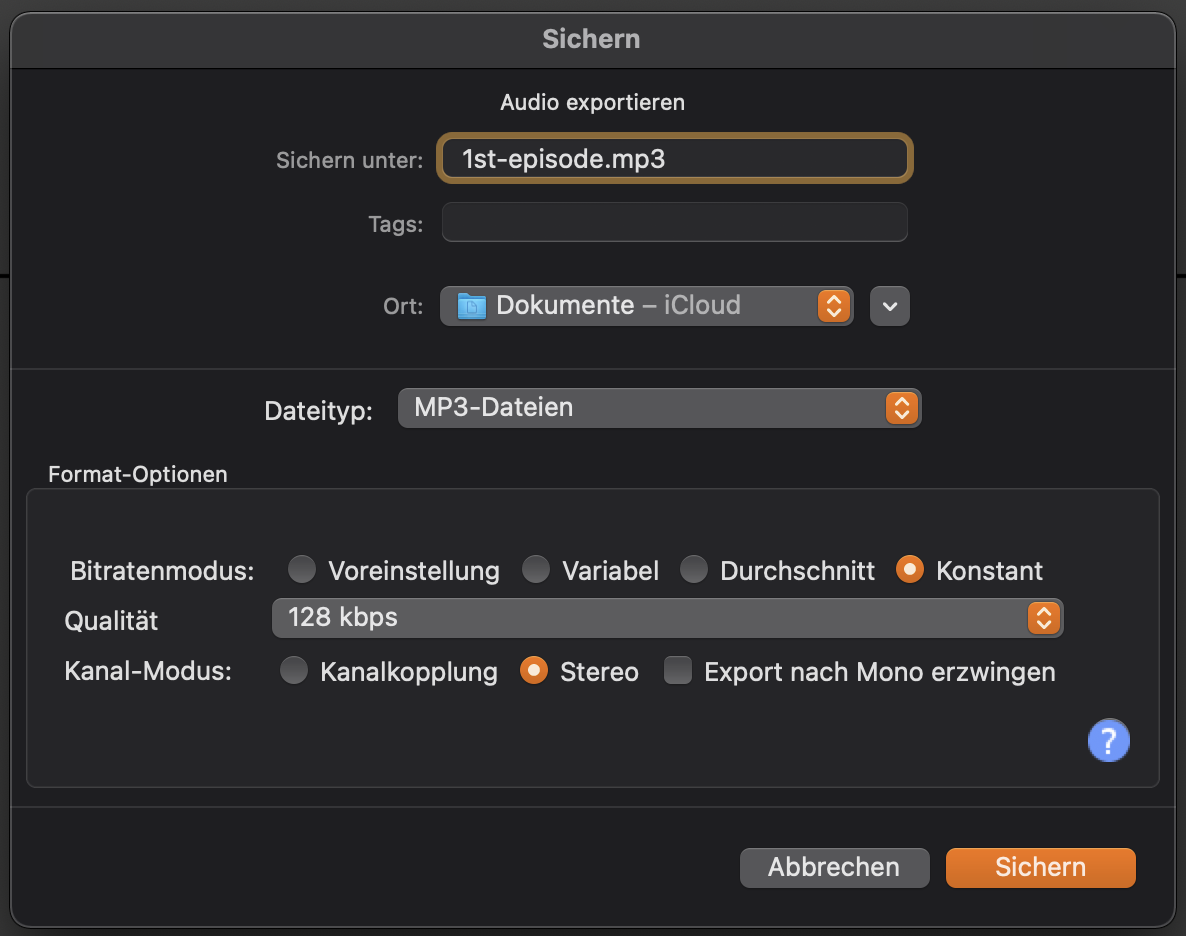 Sichern
Audio exportieren
Sichern unter: 1st-episode.mp3
Tags:
Ort: Dokumente – iCloud
Dateityp: MP3-Dateien
Format-Optionen
Bitratenmodus: Voreinstellung Variabel Durchschnitt Konstant
Qualität 128 kbps
Kanal-Modus: Kanalkopplung Stereo Export nach Mono erzwingen
?
Abbrechen Sichern